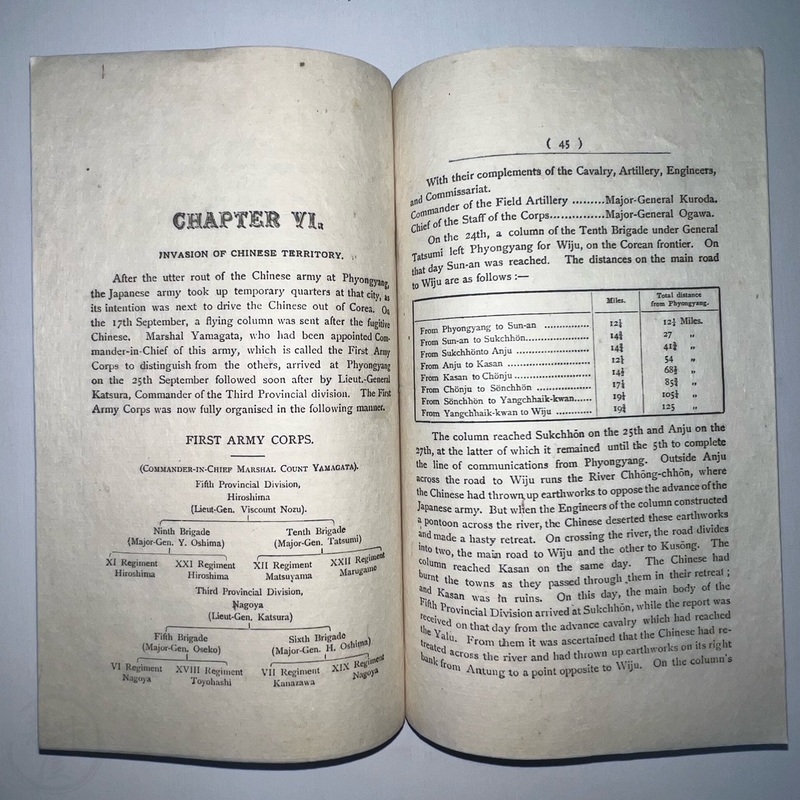 CHAPTER VI.
INVASION OF CHINESE TERRITORY.
After the utter rout of the Chinese army at Phyongyang,
the Japanese army took up temporary quarters at that city, as
its intention was next to drive the Chinese out of Corea. On
the 17th September, a flying column was sent after the fugitive
Chinese. Marshal Yamagata, who had been appointed Com-
mander-in-Chief of this army, which is called the First Army
Corps to distinguish from the others, arrived at Phyongyang
on the 25th September followed soon after by Lieut.-General
Katsura, Commander of the Third Provincial division. The First
Army Corps was now fully organised in the following manner.
FIRST ARMY CORPS.
(COMMANDER-IN-CHIEF MARSHAL COUNT YAMAGATA).
Fifth Provincial Division,
Hiroshima
(Lieut-Gen. Viscount Nozu).
Ninth Brigade Tenth Brigade
(Major-Gen. Y. Oshima) (Major-Gen. Tatsumi)
XI Regiment XXI Regiment XII Regiment XXII Regiment
Hiroshima Hiroshima Matsuyama Marugame
Third Provincial Division,
Nagoya
(Lieut-Gen. Katsura)
Fifth Brigade Sixth Brigade
(Major-Gen. Oseko) (Major-Gen. H. Oshima)
VI Regiment XVIII Regiment VII Regiment XIX Regiment
Nagoya Toyohashi Kanazawa Nagoya
( 45 )
With their complements of the Cavalry, Artillery, Engineers,
and Commissariat.
Commander of the Field Artillery .........Major-General Kuroda.
Chief of the Staff of the Corps...............Major-General Ogawa.
On the 24th, a column of the Tenth Brigade under General
Tatsumi left Phyongyang for Wiju, on the Corean frontier. On
that day Sun-an was reached. The distances on the main road
to Wiju are as follows :—
Miles. Total distance
from Phyongyang.
From Phyongyang to Sun-an ............... 12¼ 12¼ Miles.
From Sun-an to Sukchhön ............... 14¾ 27 „
From Sukchhönto Anju ............... 14¾ 41¾ „
From Anju to Kasan ............... 12¼ 54 „
From Kasan to Chönju ............... 14½ 68½ „
From Chönju to Sönchhön ............... 17¼ 85¾ „
From Sönchhön to Yangchhaik-kwan...... 19½ 105¼ „
From Yangchhaik-kwan to Wiju ............ 19¾ 125 „
The column reached Sukchhön on the 25th and Anju on the
27th, at the latter of which it remained until the 5th to complete
the line of communications from Phyongyang. Outside Anju
across the road to Wiju runs the River Chhöng-chhön, where
the Chinese had thrown up earthworks to oppose the advance of the
Japanese army. But when the Engineers of the column constructed
a pontoon across the river, the Chinese deserted these earthworks
and made a hasty retreat. On crossing the river, the road divides
into two, the main road to Wiju and the other to Kusöng. The
column reached Kasan on the same day. The Chinese had
burnt the towns as they passed through them in their retreat ;
and Kasan was in ruins. On this day, the main body of the
Fifth Provincial Division arrived at Sukchhön, while the report was
received on that day from the advance cavalry which had reached
the Yalu. From them it was ascertained that the Chinese had re-
treated across the river and had thrown up earthworks on its right
bank from Antung to a point opposite to Wiju. On the column's